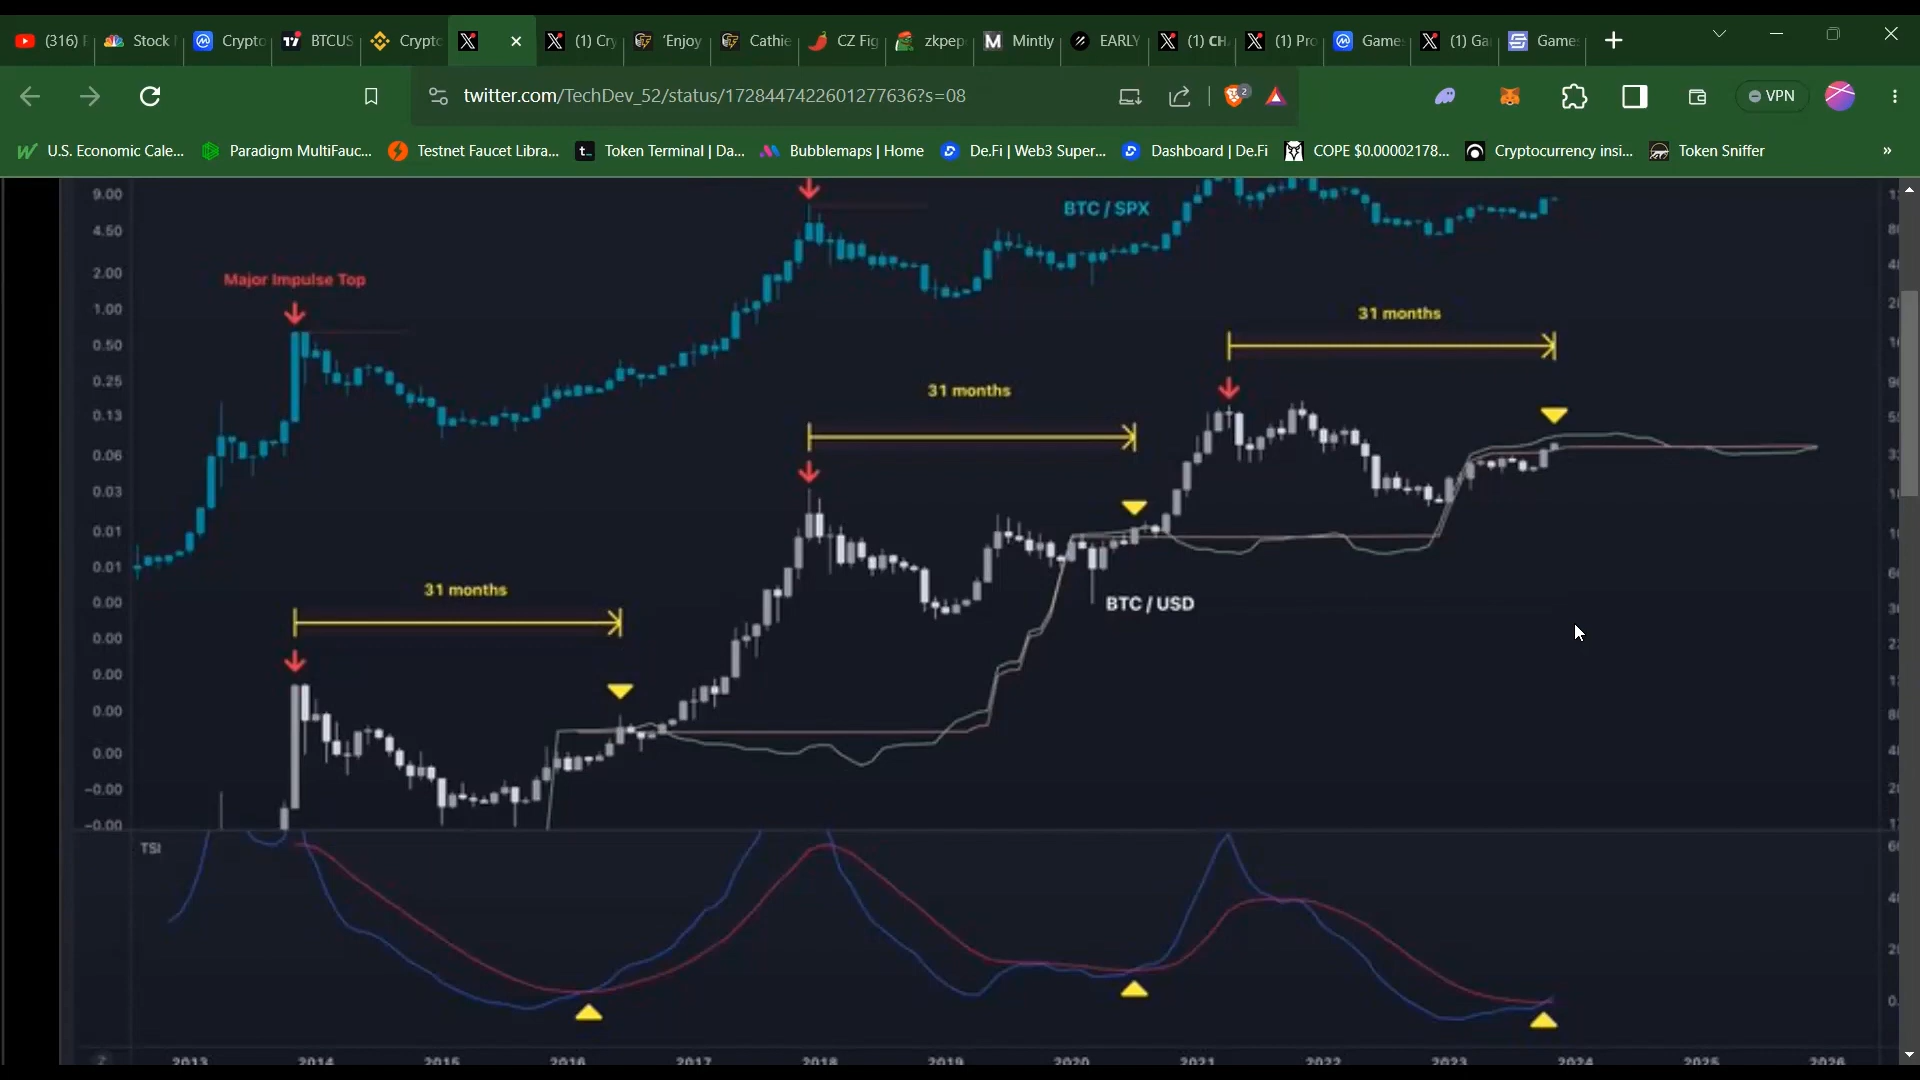 (316)
Stock
Crypto
BTCUS
Crypto
(1) Cry
'Enjoy
Cathie
CZ Fig
zkpep
Mintly
EARLY
(1) CH
(1) Pro
Game
(1) Ga
Game
twitter.com/TechDev_52/status/1728447422601277636?s=08
2
VPN
U.S. Economic Cale...
Paradigm MultiFauc...
Testnet Faucet Libra...
Token Terminal | Da...
Bubblemaps | Home
De.Fi | Web3 Super...
Dashboard | De.Fi
COPE $0.00002178...
Cryptocurrency insi...
Token Sniffer
»
9.00
4.50
2.00
1.00
0.50
0.25
0.13
0.06
0.03
0.01
0.01
0.00
0.00
0.00
0.00
0.00
-0.00
-0.00
BTC / SPX
Major Impulse Top
31 months
31 months
31 months
BTC / USD
TSI
2013
2014
2015
2016
2017
2018
2019
2020
2021
2022
2023
2024
2025
2026